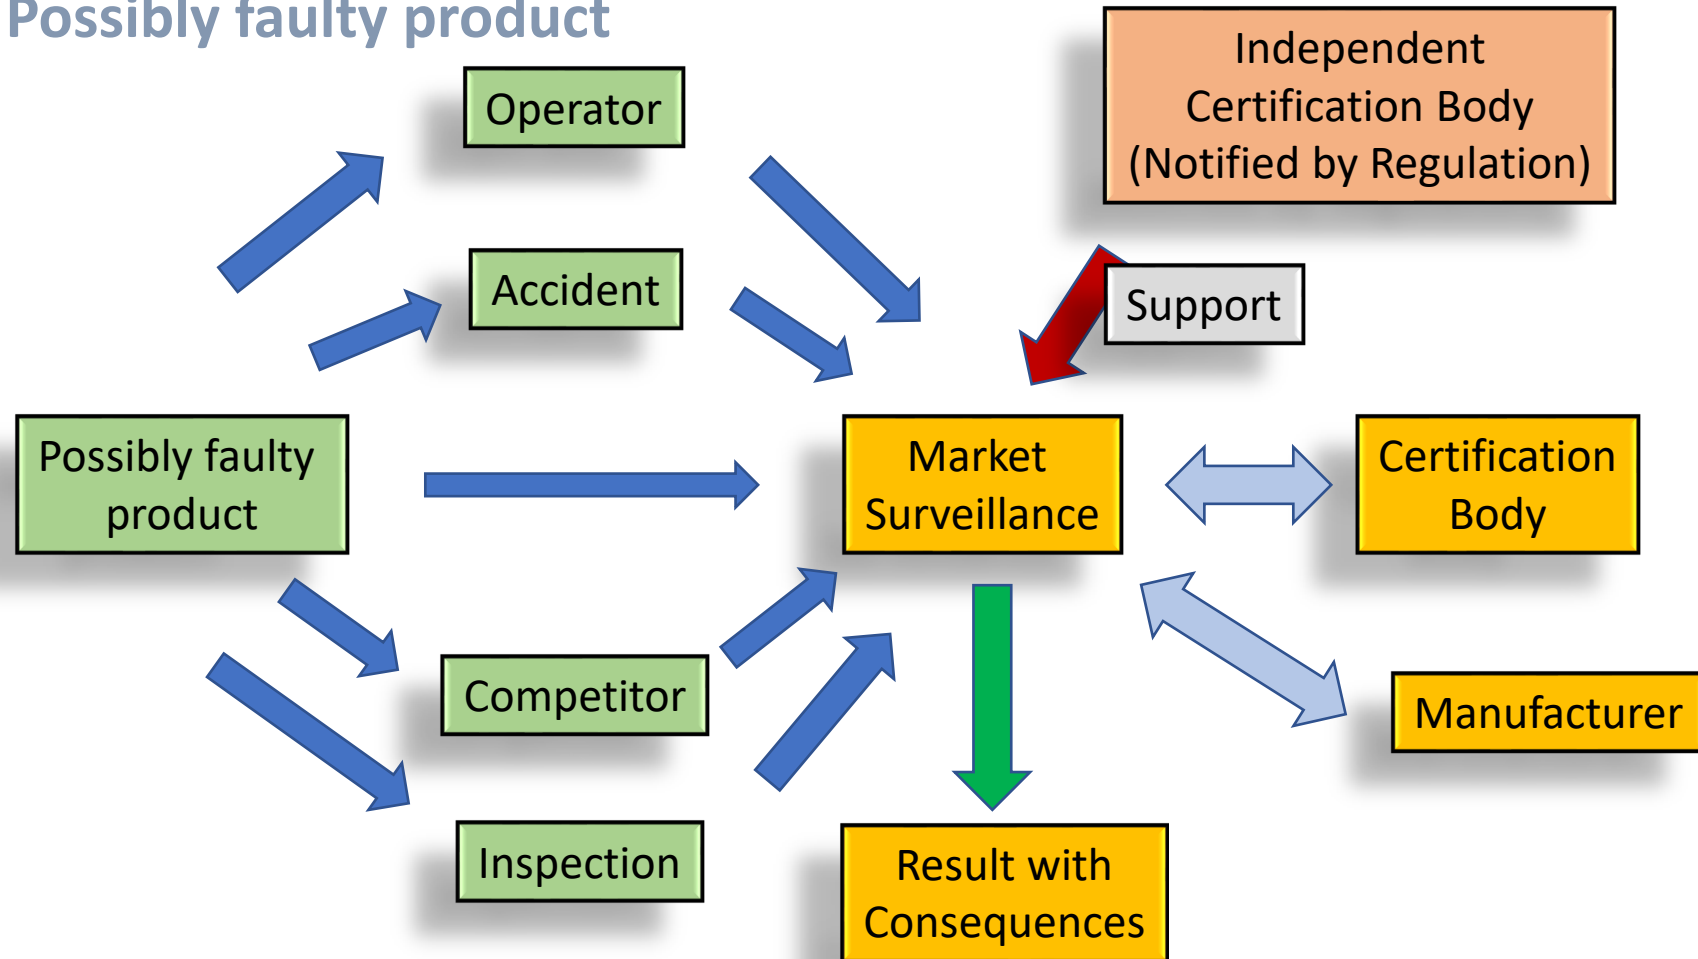 Possibly faulty product
Independent
Certification Body
(Notified by Regulation)
Operator
Accident
Support
Possibly faulty
product
Market
Surveillance
Certification
Body
Competitor
Manufacturer
Inspection
Result with
Consequences